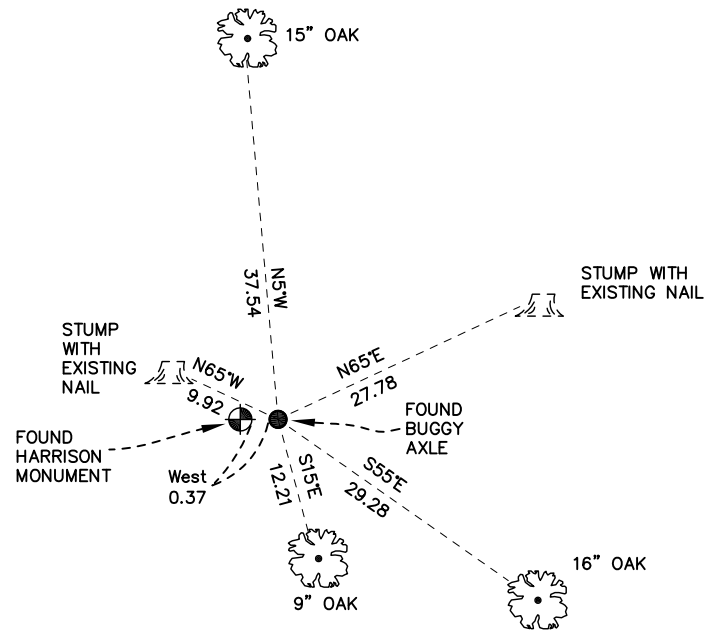 15” OAK
N5°W
37.54
STUMP WITH
EXISTING NAIL
STUMP
WITH
EXISTING
NAIL
N65°W
9.92
N65°E
27.78
FOUND
BUGGY
AXLE
FOUND
HARRISON
MONUMENT
West
0.37
S15°E
12.21
S55°E
29.28
16” OAK
9” OAK